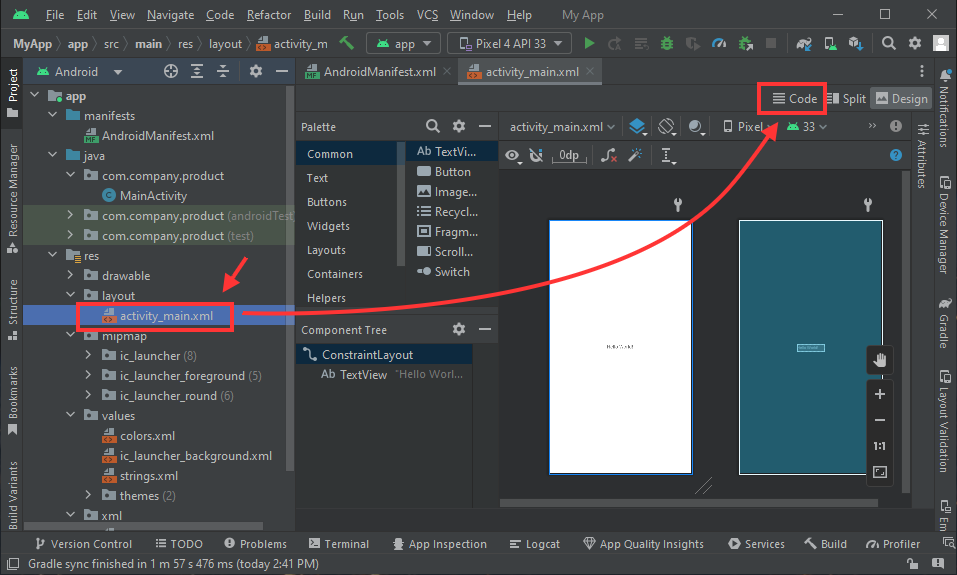 File Edit View Navigate Code Refactor Build Run Tools VCS Window Help My App
MyApp app src main res layout activity_m app Pixel 4 API 33
Project
Resource Manager
Structure
Bookmarks
Build Variants
Android
app
manifests
AndroidManifest.xml
java
com.company.product
MainActivity
com.company.product (androidTest
com.company.product (test)
res
drawable
layout
activity_main.xml
mipmap
ic_launcher (8)
ic_launcher_foreground (5)
ic_launcher_round (6)
values
colors.xml
ic_launcher_background.xml
strings.xml
themes (2)
xml
AndroidManifest.xml activity_main.xml
Code Split Design
Palette
Common
Text
Buttons
Widgets
Layouts
Containers
Helpers
Ab TextVi...
Button
Image...
Recycl...
Fragm...
Scroll...
Switch
Component Tree
ConstraintLayout
Ab TextView "Hello Worl...
activity_main.xml Pixel 33
0dp
Hello World!
1:1
Notifications
Attributes
Device Manager
Gradle
Layout Validation
Em
Version Control TODO Problems Terminal App Inspection Logcat App Quality Insights Services Build Profiler
Gradle sync finished in 1 m 57 s 476 ms (today 2:41 PM)